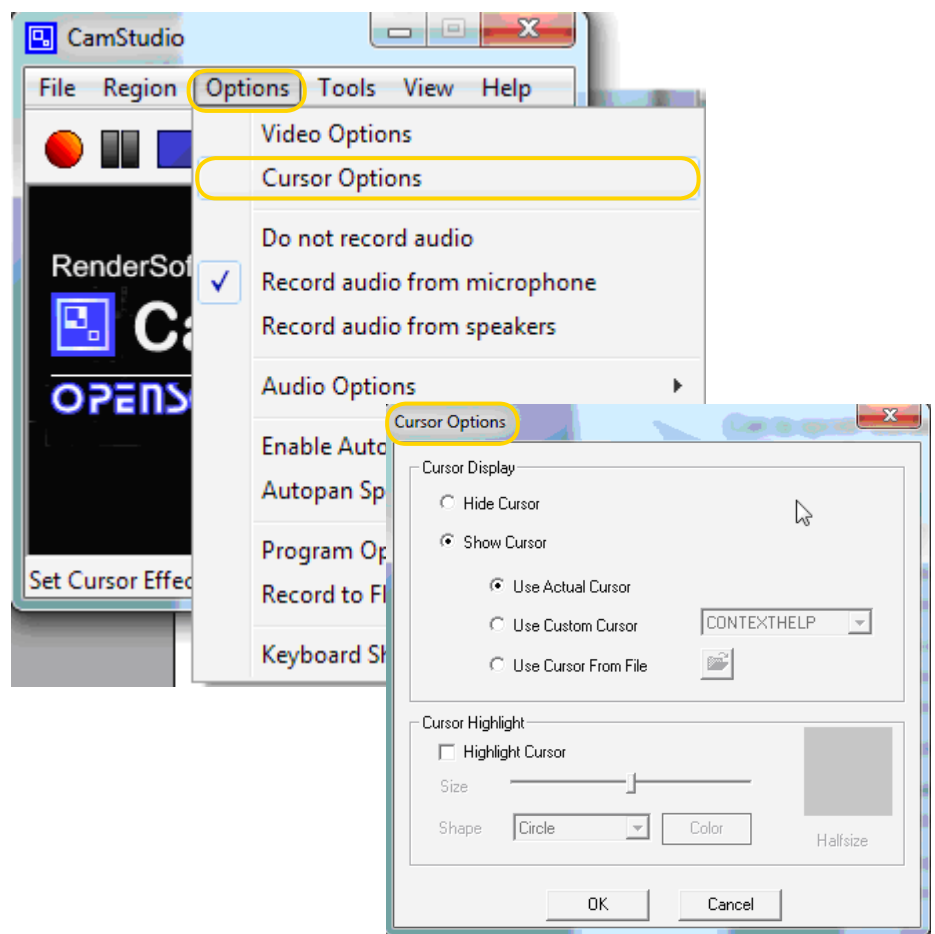 CamStudio
File Region Options Tools View Help
Video Options
Cursor Options
Do not record audio
RenderSof
Record audio from microphone
Ca
Record audio from speakers
OPENS
Audio Options
Enable Auto
Autopan Sp
Program Op
Set Cursor Effec
Record to Fl
Keyboard Sh
Cursor Options
Cursor Display
Hide Cursor
Show Cursor
Use Actual Cursor
Use Custom Cursor CONTEXTHELP
Use Cursor From File
Cursor Highlight
Highlight Cursor
Size
Shape Circle Color
Halfsize
OK Cancel